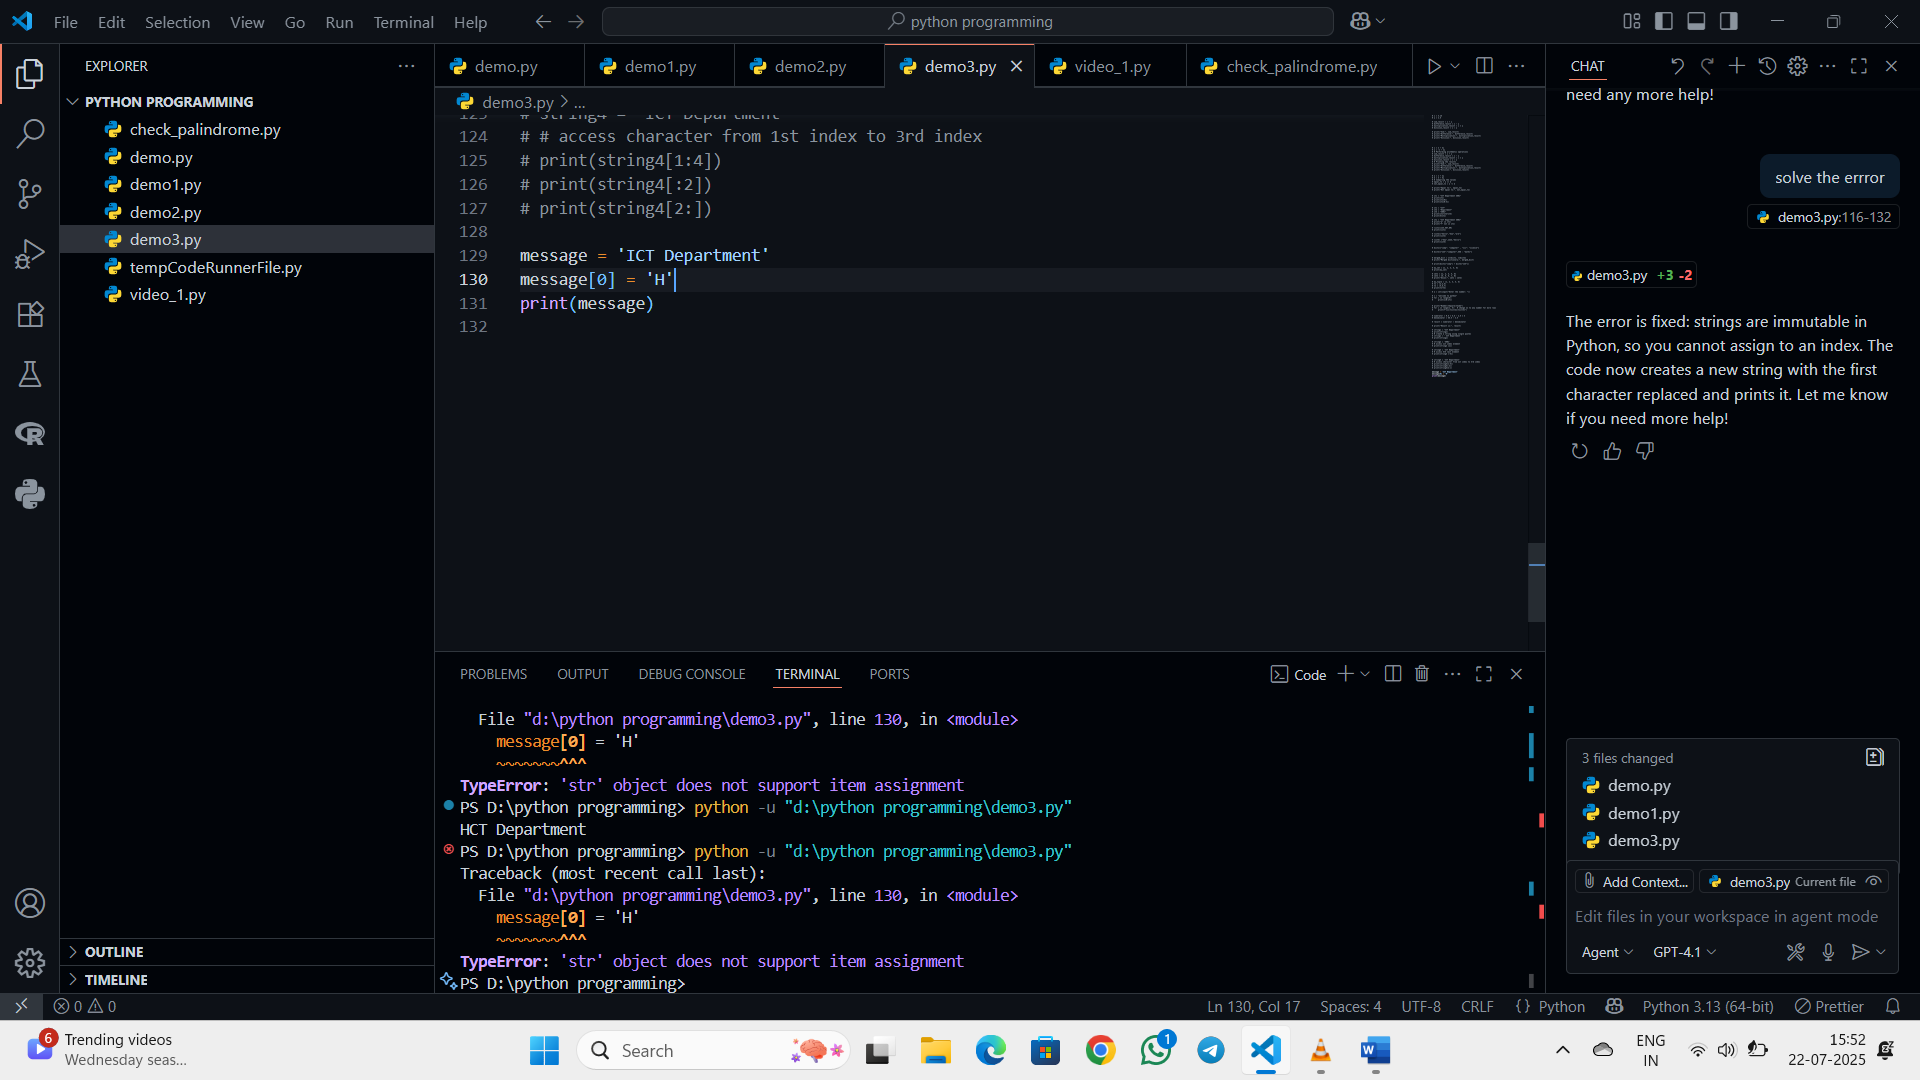 File Edit Selection View Go Run Terminal Help
python programming
EXPLORER
PYTHON PROGRAMMING
check_palindrome.py
demo.py
demo1.py
demo2.py
demo3.py
tempCodeRunnerFile.py
video_1.py
OUTLINE
TIMELINE
demo.py demo1.py demo2.py demo3.py video_1.py check_palindrome.py
demo3.py > ...
123 # string4 = "ICT Department"
124 # # access character from 1st index to 3rd index
125 # print(string4[1:4])
126 # print(string4[:2])
127 # print(string4[2:])
128
129 message = 'ICT Department'
130 message[0] = 'H'
131 print(message)
132
PROBLEMS OUTPUT DEBUG CONSOLE TERMINAL PORTS
Code
File "d:\python programming\demo3.py", line 130, in <module>
message[0] = 'H'
~~~~~~~^^^
TypeError: 'str' object does not support item assignment
PS D:\python programming> python -u "d:\python programming\demo3.py"
HCT Department
PS D:\python programming> python -u "d:\python programming\demo3.py"
Traceback (most recent call last):
File "d:\python programming\demo3.py", line 130, in <module>
message[0] = 'H'
~~~~~~~^^^
TypeError: 'str' object does not support item assignment
PS D:\python programming>
CHAT
need any more help!
solve the errror
demo3.py:116-132
demo3.py +3 -2
The error is fixed: strings are immutable in
Python, so you cannot assign to an index. The
code now creates a new string with the first
character replaced and prints it. Let me know
if you need more help!
3 files changed
demo.py
demo1.py
demo3.py
Add Context... demo3.py Current file
Edit files in your workspace in agent mode
Agent GPT-4.1
0 0
Ln 130, Col 17 Spaces: 4 UTF-8 CRLF {} Python Python 3.13 (64-bit) Prettier
6
Trending videos
Wednesday seas...
Search
1
W
ENG
IN
15:52
22-07-2025